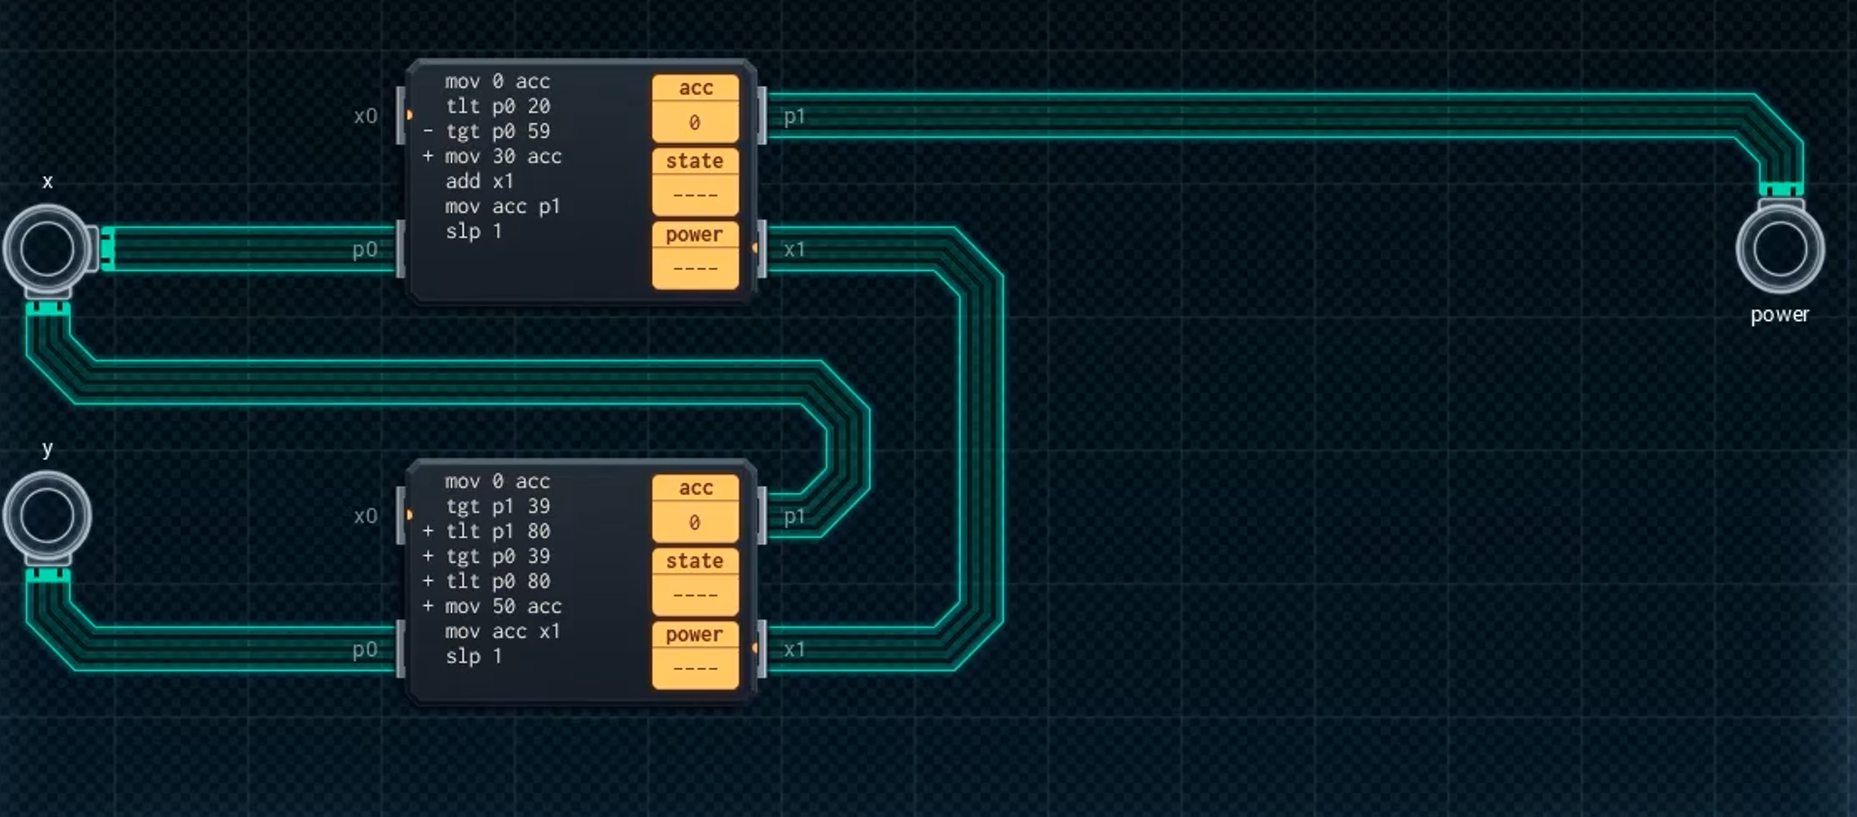 x
y
x0
p0
mov 0 acc
tlt p0 20
- tgt p0 59
+ mov 30 acc
add x1
mov acc p1
slp 1
acc
0
state
----
power
----
p1
x1
power
x0
p0
mov 0 acc
tgt p1 39
+ tlt p1 80
+ tgt p0 39
+ tlt p0 80
+ mov 50 acc
mov acc x1
slp 1
acc
0
state
----
power
----
p1
x1